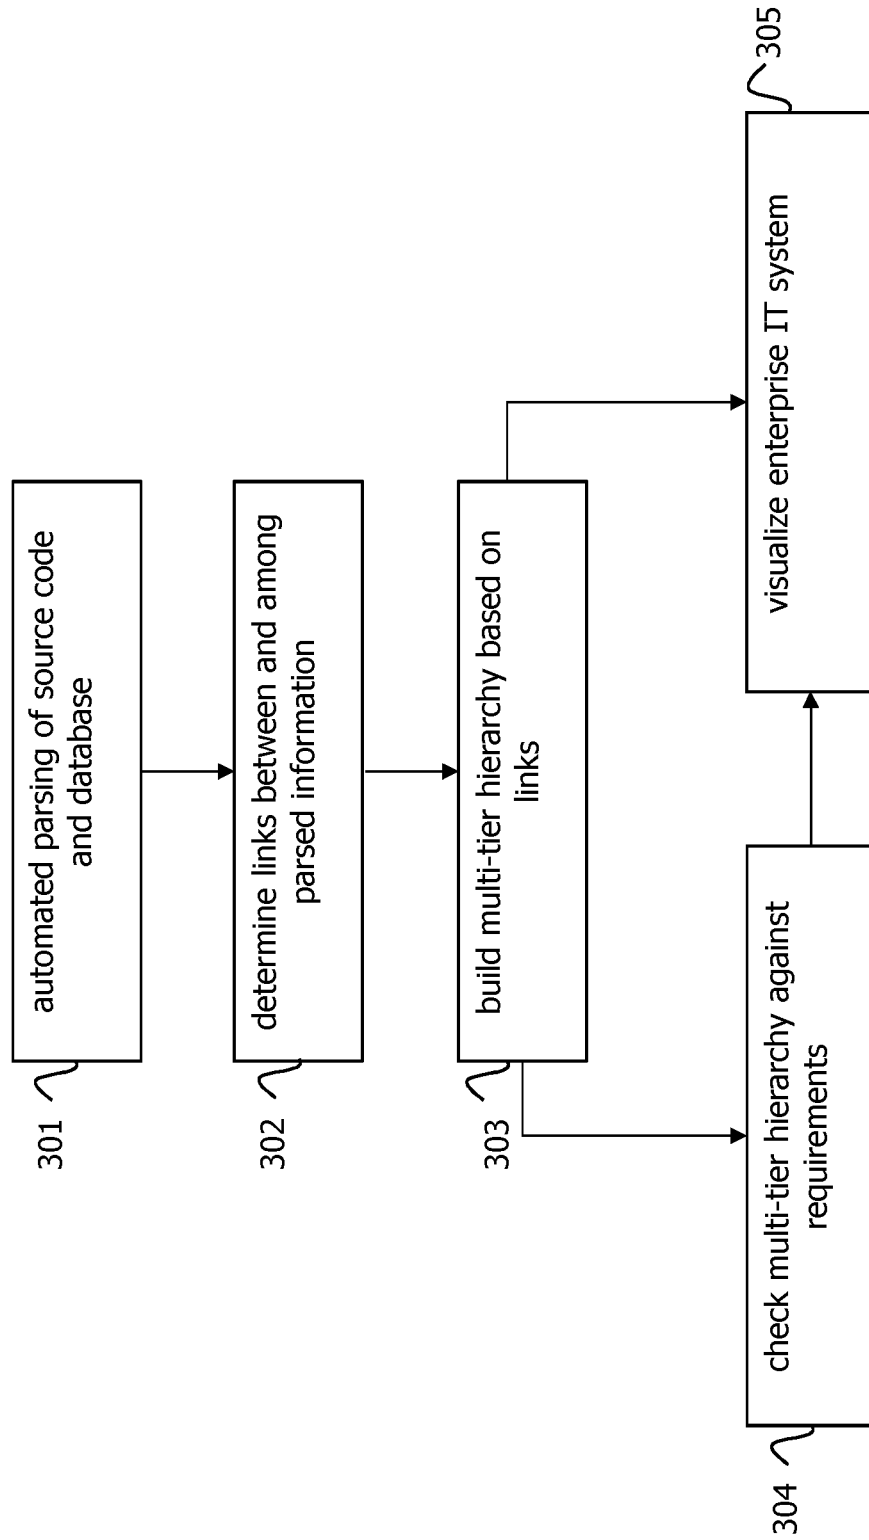 301
automated parsing of source code
and database
302
determine links between and among
parsed information
303
build multi-tier hierarchy based on
links
304
check multi-tier hierarchy against
requirements
305
visualize enterprise IT system